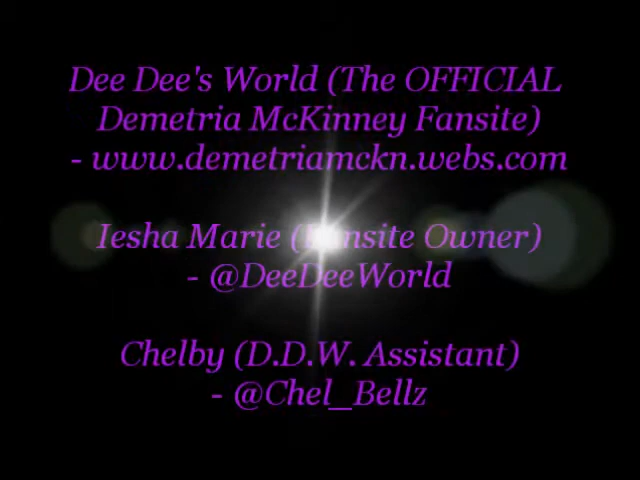 Dee Dee's World (The OFFICIAL
Demetria McKinney Fansite)
- www.demetriamckn.webs.com
Iesha Marie (Fansite Owner)
- @DeeDeeWorld
Chelby (D.D.W. Assistant)
- @Chel_Bellz